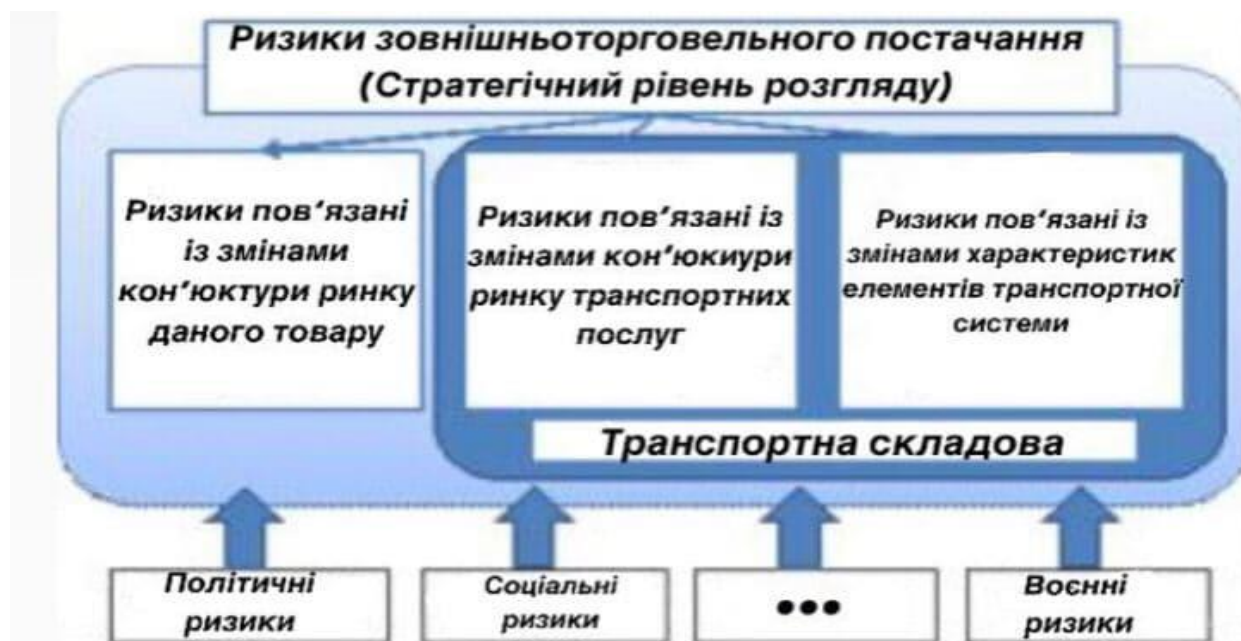 Ризики зовнішньоторговельного постачання
(Стратегічний рівень розгляду)
Ризики пов'язані
із змінами
кон'юктури ринку
даного товару
Ризики пов'язані із
змінами кон'юкиури
ринку транспортних
послуг
Ризики пов'язані із
змінами характеристик
елементів транспортної
системи
Транспортна складова
Політичні
ризики
Соціальні
ризики
•••
Воєнні
ризики